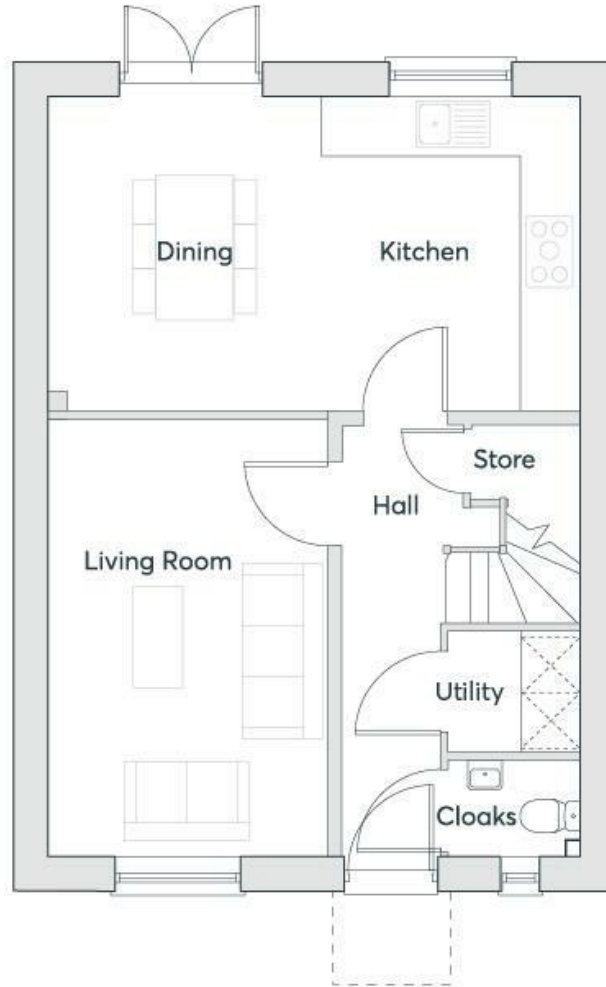 Dining
Kitchen
Store
Hall
Living Room
Utility
Cloaks